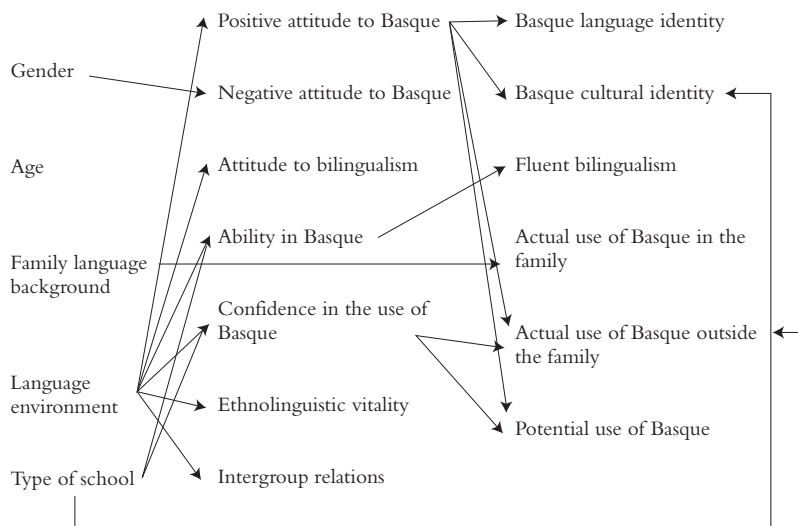 Positive attitude to Basque
Basque language identity
Gender
Negative attitude to Basque
Basque cultural identity
Age
Attitude to bilingualism
Fluent bilingualism
Ability in Basque
Actual use of Basque in the
family
Family language
background
Confidence in the use of
Basque
Actual use of Basque outside
the family
Language
environment
Ethnolinguistic vitality
Potential use of Basque
Type of school
Intergroup relations